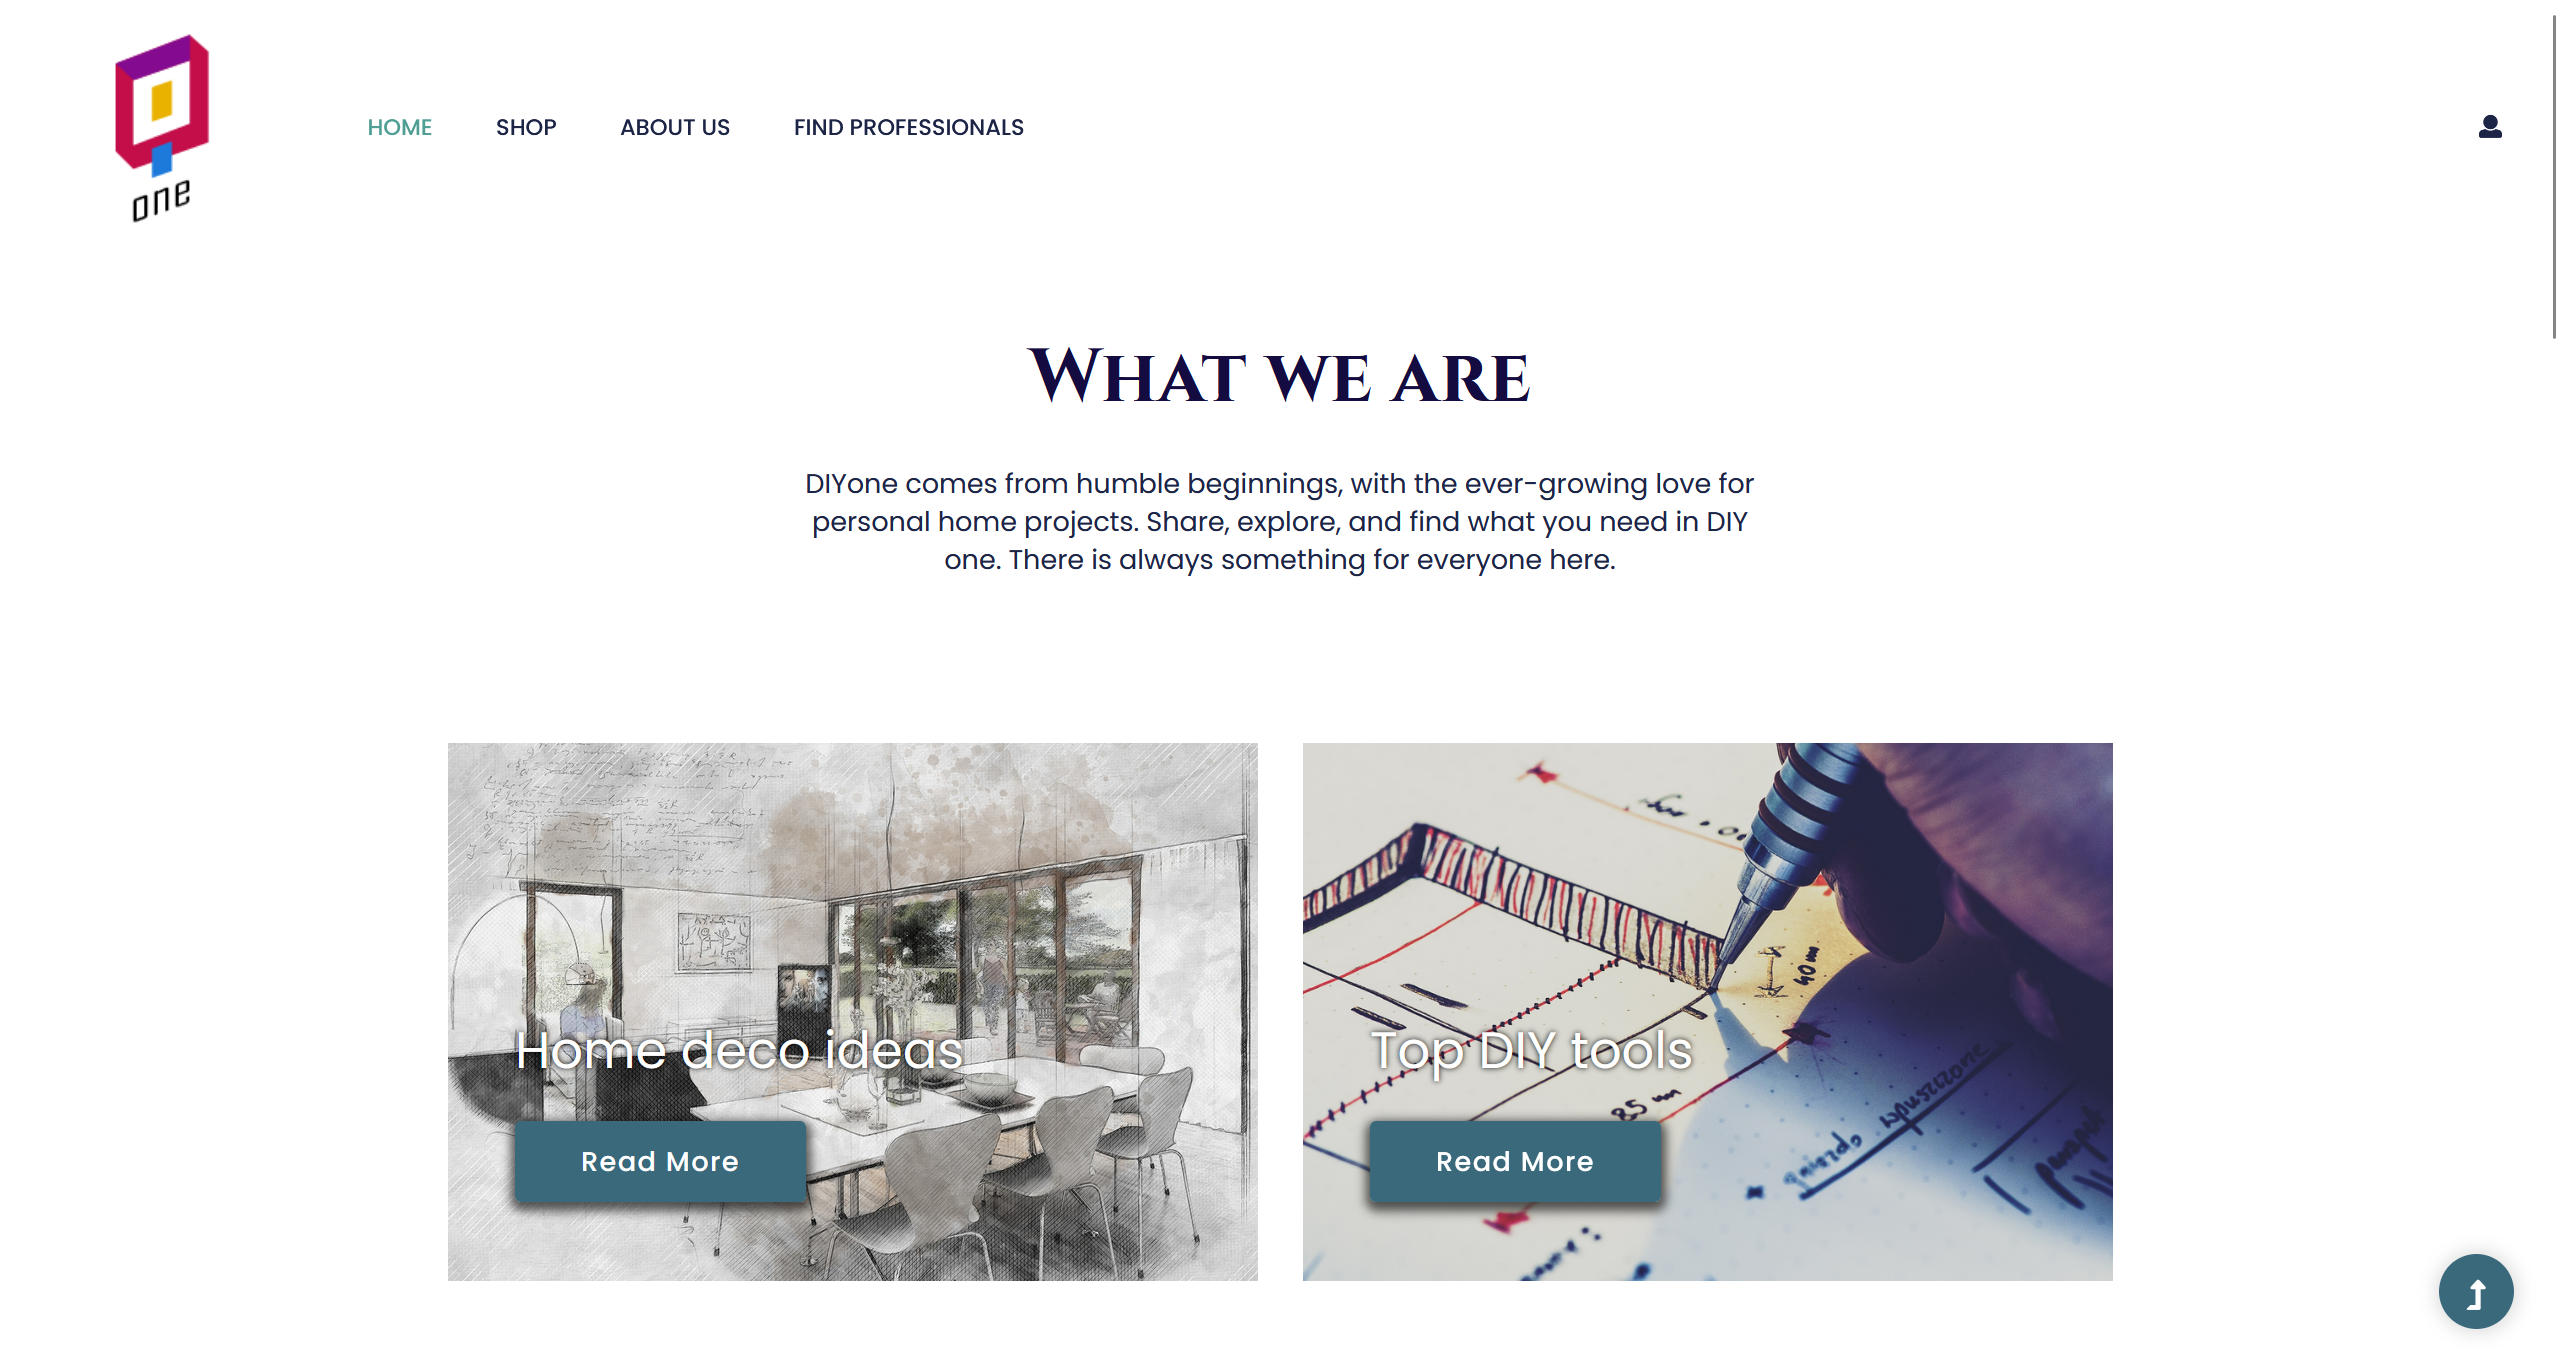 one
HOME SHOP ABOUT US FIND PROFESSIONALS
WHAT WE ARE
DIYone comes from humble beginnings, with the ever-growing love for
personal home projects. Share, explore, and find what you need in DIY
one. There is always something for everyone here.
Home deco ideas
Read More
40 m
Top DIY tools
85 m
Read More